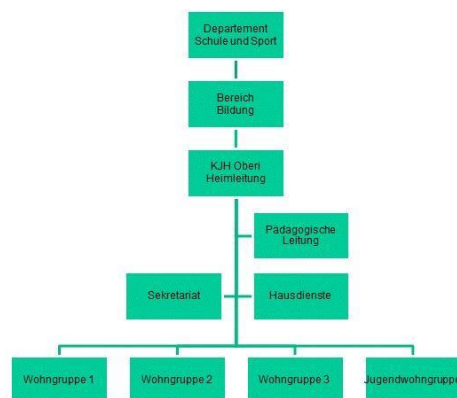 Departement
Schule und Sport
Bereich
Bildung
KJH Oberi
Heimleitung
Pädagogische
Leitung
Sekretariat
Hausdienste
Wohngruppe 1
Wohngruppe 2
Wohngruppe 3
Jugendwohngruppe